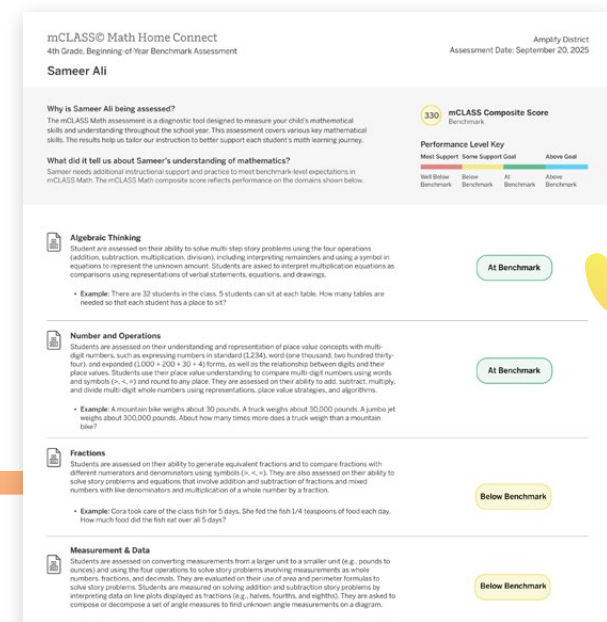 mCLASS© Math Home Connect
4th Grade, Beginning-of-Year Benchmark Assessment
Sameer Ali
Amplify District
Assessment Date: September 20, 2025
Why is Sameer Ali being assessed?
The mCLASS Math assessment is a diagnostic tool designed to measure your child's mathematical
skills and understanding throughout the school year. This assessment covers various key mathematical
skills. The results help us tailor our instruction to better support each student's math learning journey.
What did it tell us about Sameer's understanding of mathematics?
Sameer needs additional instructional support and practice to meet benchmark-level expectations in
mCLASS Math. The mCLASS Math composite score reflects performance on the domains shown below.
330
mCLASS Composite Score
Benchmark
Performance Level Key
Most Support Some Support Goal Above Goal
Well Below Below At Above
Benchmark Benchmark Benchmark Benchmark
Algebraic Thinking
Student are assessed on their ability to solve multi-step story problems using the four operations
(addition, subtraction, multiplication, division), including interpreting remainders and using a symbol in
equations to represent the unknown amount. Students are asked to interpret multiplication equations as
comparisons using representations of verbal statements, equations, and drawings.
• Example: There are 32 students in the class. 5 students can sit at each table. How many tables are
needed so that each student has a place to sit?
At Benchmark
Number and Operations
Students are assessed on their understanding and representation of place value concepts with multi-
digit numbers, such as expressing numbers in standard (1,234), word (one thousand, two hundred thirty-
four), and expanded (1,000 + 200 + 30 + 4) forms, as well as the relationship between digits and their
place values. Students use their place value understanding to compare multi-digit numbers using words
and symbols (>, <, =) and round to any place. They are assessed on their ability to add, subtract, multiply,
and divide multi-digit whole numbers using representations, place value strategies, and algorithms.
• Example: A mountain bike weighs about 30 pounds. A truck weighs about 30,000 pounds. A jumbo jet
weighs about 300,000 pounds. About how many times more does a truck weigh than a mountain
bike?
At Benchmark
Fractions
Students are assessed on their ability to generate equivalent fractions and to compare fractions with
different numerators and denominators using symbols (>, <, =). They are also assessed on their ability to
solve story problems and equations that involve addition and subtraction of fractions and mixed
numbers with like denominators and multiplication of a whole number by a fraction.
• Example: Cora took care of the class fish for 5 days. She fed the fish 1/4 teaspoons of food each day.
How much food did the fish eat over all 5 days?
Below Benchmark
Measurement & Data
Students are assessed on converting measurements from a larger unit to a smaller unit (e.g., pounds to
ounces) and using the four operations to solve story problems involving measurements as whole
numbers, fractions, and decimals. They are evaluated on their use of area and perimeter formulas to
solve story problems. Students are measured on solving addition and subtraction story problems by
interpreting data on line plots displayed as fractions (e.g., halves, fourths, and eighths). They are asked to
compose or decompose a set of angle measures to find unknown angle measurements on a diagram.
Below Benchmark